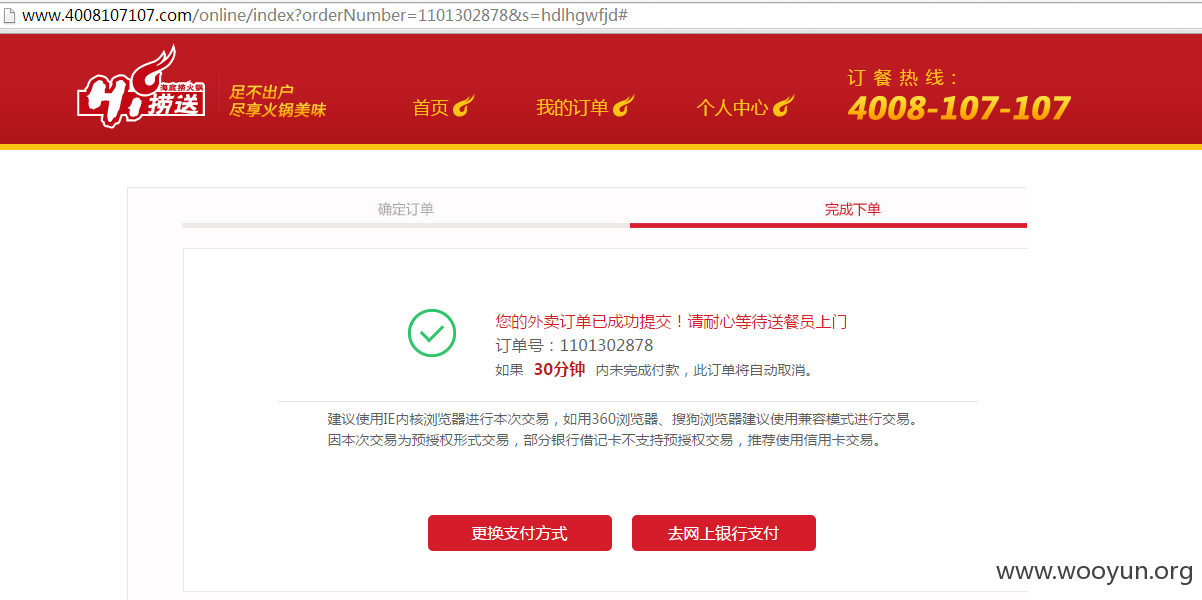 www.4008107107.com/online/index?orderNumber=1101302878&s=hdlhgwfjd#
Hi 海底捞火锅
捞送
足不出户
尽享火锅美味
首页
我的订单
个人中心
订餐热线：
4008-107-107
确定订单
完成下单
您的外卖订单已成功提交！请耐心等待送餐员上门
订单号：1101302878
如果 30分钟 内未完成付款，此订单将自动取消。
建议使用IE内核浏览器进行本次交易，如用360浏览器、搜狗浏览器建议使用兼容模式进行交易。
因本次交易为预授权形式交易，部分银行借记卡不支持预授权交易，推荐使用信用卡交易。
更换支付方式
去网上银行支付
www.wooyun.org